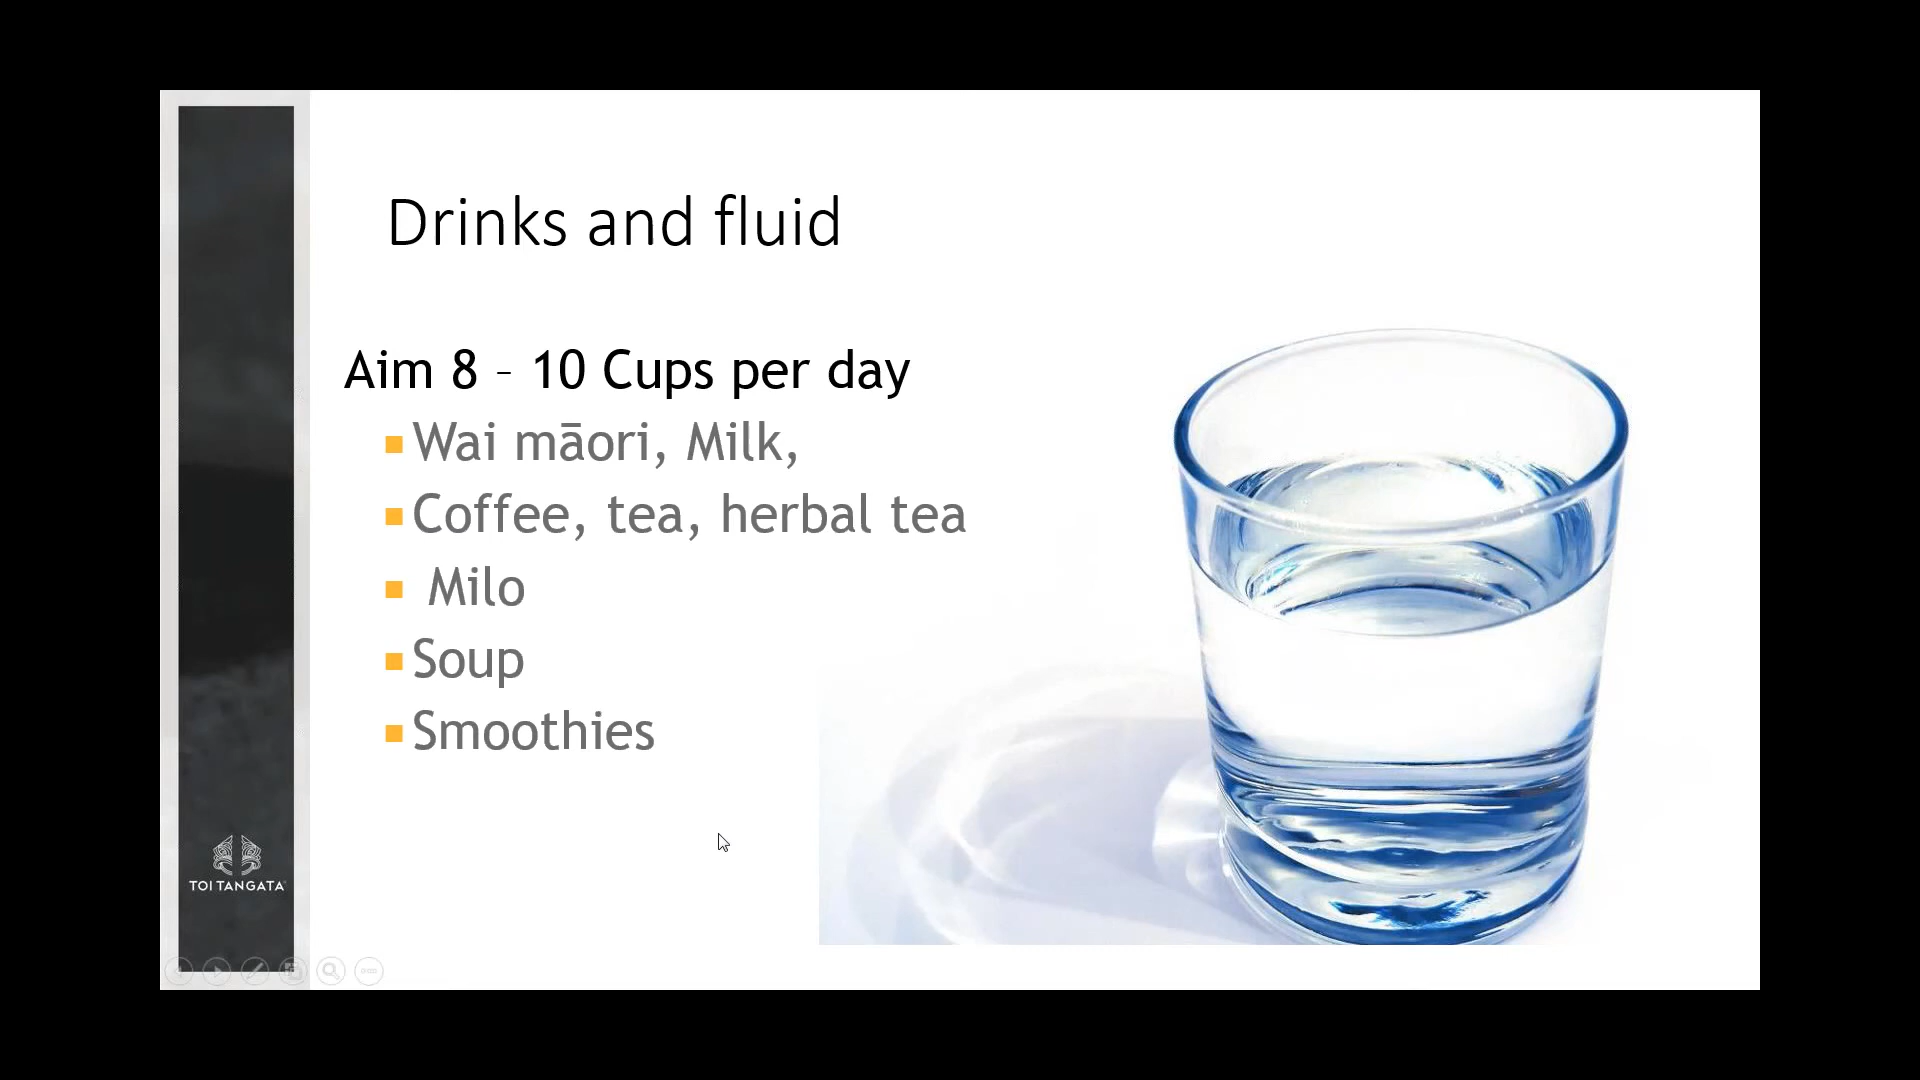 Drinks and fluid
Aim 8 – 10 Cups per day
Wai māori, Milk,
Coffee, tea, herbal tea
Milo
Soup
Smoothies
TOI TANGATA